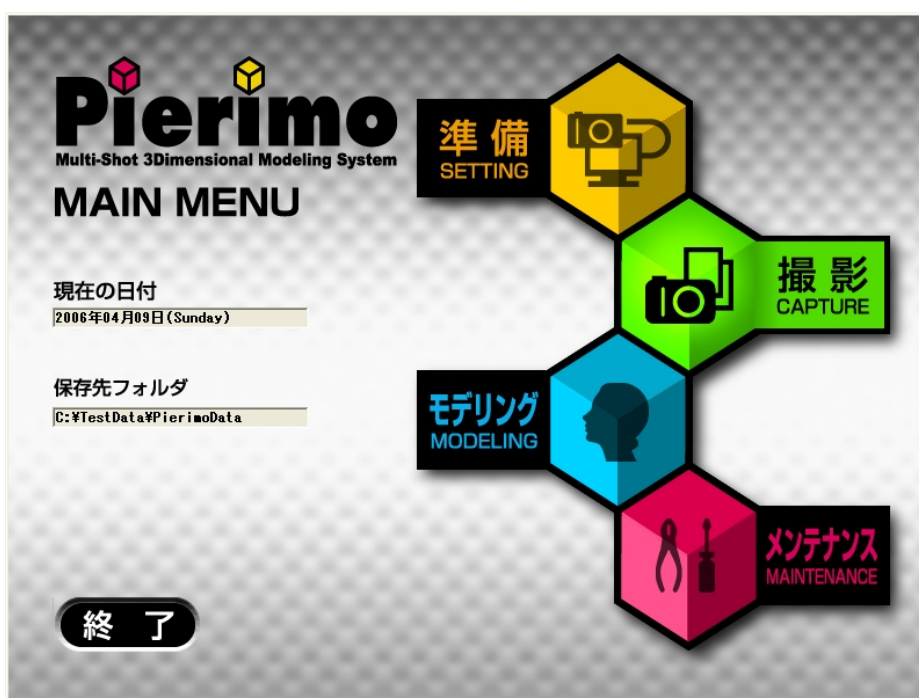 Pierimo
Multi-Shot 3Dimensional Modeling System
MAIN MENU
現在の日付
2006年04月09日(Sunday)
保存先フォルダ
C:¥TestData¥PierimoData
終 了
準 備
SETTING
撮 影
CAPTURE
モデリング
MODELING
メンテナンス
MAINTENANCE